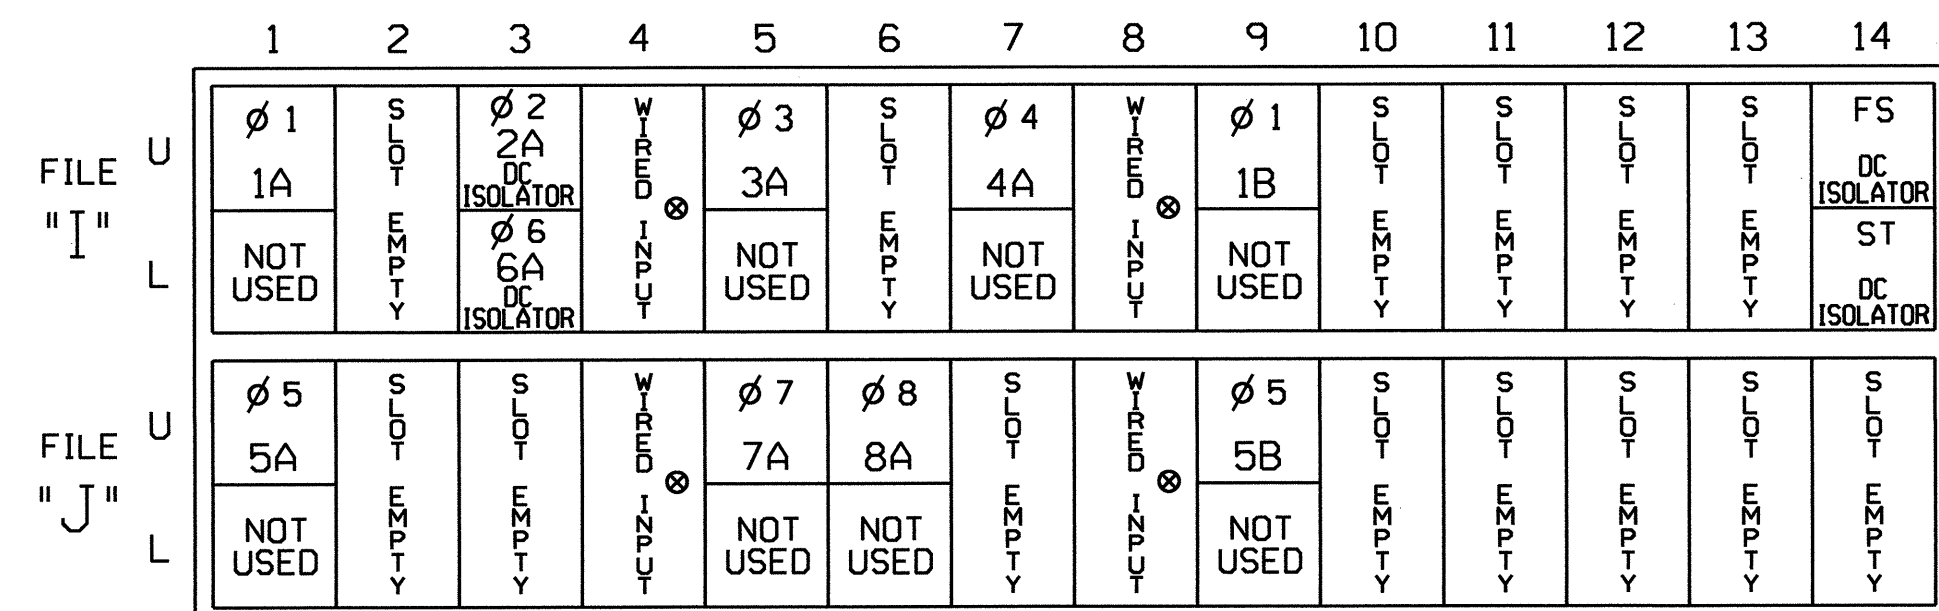 1 2 3 4 5 6 7 8 9 10 11 12 13 14
FILE "I"
U
ø 1 1A
SLOT EMPTY
ø 2 2A DC ISOLATOR
WIRED INPUT
ø 3 3A
SLOT EMPTY
ø 4 4A
WIRED INPUT
ø 1 1B
SLOT EMPTY
SLOT EMPTY
SLOT EMPTY
SLOT EMPTY
FS DC ISOLATOR
L
NOT USED
ø 6 6A DC ISOLATOR
NOT USED
NOT USED
NOT USED
ST DC ISOLATOR
FILE "J"
U
ø 5 5A
SLOT EMPTY
SLOT EMPTY
WIRED INPUT
ø 7 7A
ø 8 8A
SLOT EMPTY
WIRED INPUT
ø 5 5B
SLOT EMPTY
SLOT EMPTY
SLOT EMPTY
SLOT EMPTY
SLOT EMPTY
L
NOT USED
NOT USED
NOT USED
NOT USED